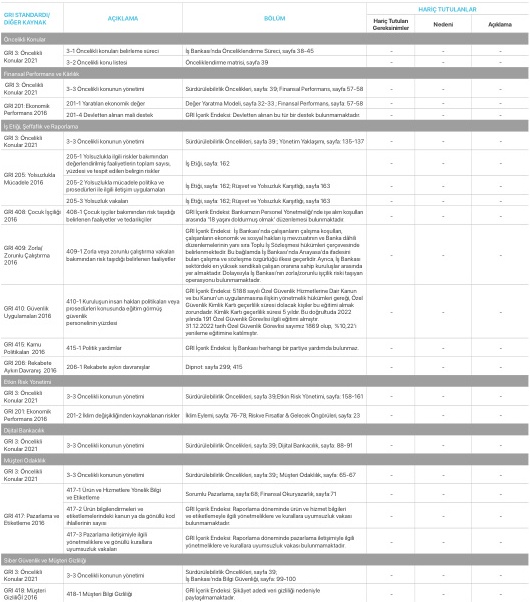 GRI STANDARDI/
DİĞER KAYNAK
AÇIKLAMA
BÖLÜM
HARİÇ TUTULANLAR
Hariç Tutulan
Gereksinimler
Nedeni
Açıklama
Öncelikli Konular
GRI 3: Öncelikli
Konular 2021
3-1 Öncelikli konuları belirleme süreci
İş Bankası'nda Önceliklendirme Süreci, sayfa 38-45
- - -
3-2 Öncelikli konu listesi
Önceliklendirme matrisi, sayfa 39
- - -
Finansal Performans ve Kârlılık
GRI 3: Öncelikli
Konular 2021
3-3 Öncelikli konunun yönetimi
Sürdürülebilirlik Öncelikleri, sayfa: 39; Finansal Performans, sayfa 57-58
- - -
GRI 201: Ekonomik
Performans 2016
201-1 Yaratılan ekonomik değer
Değer Yaratma Modeli, sayfa 32-33 ; Finansal Performans, sayfa: 57-58
- - -
201-4 Devletten alınan mali destek
GRI İçerik Endeksi: Devletten alınan bu tür bir destek bulunmamaktadır.
- - -
İş Etiği, Şeffaflık ve Raporlama
GRI 3: Öncelikli
Konular 2021
3-3 Öncelikli konunun yönetimi
Sürdürülebilirlik Öncelikleri, sayfa: 39 ; Yönetim Yaklaşımı, sayfa: 135-137
- - -
GRI 205: Yolsuzlukla
Mücadele 2016
205-1 Yolsuzlukla ilgili riskler bakımından
değerlendirilmiş faaliyetlerin toplam sayısı,
yüzdesi ve tespit edilen belirgin riskler
İş Etiği, sayfa: 162
- - -
205-2 Yolsuzlukla mücadele politika ve
prosedürleri ile ilgili iletişim uygulamaları
İş Etiği, sayfa: 162; Rüşvet ve Yolsuzluk Karşıtlığı, sayfa 163
- - -
205-3 Yolsuzluk vakaları
İş Etiği, sayfa: 162; Rüşvet ve Yolsuzluk Karşıtlığı, sayfa 163
- - -
GRI 408: Çocuk İşçiliği
2016
408-1 Çocuk işçiler bakımından risk taşıdığı
belirlenen faaliyetler ve tedarikçiler
GRI İçerik Endeksi: Bankamızın Personel Yönetmeliği'nde işe alım koşulları
arasında '18 yaşını doldurmuş olmak' düzenlemesi bulunmaktadır.
- - -
GRI 409: Zorla/
Zorunlu Çalıştırma
2016
409-1 Zorla veya zorunlu çalıştırma vakaları
bakımından risk taşıdığı belirlenen faaliyetler
GRI İçerik Endeksi: İş Bankası'nda çalışanların çalışma koşulları,
çalışanların ekonomik ve sosyal hakları iş mevzuatının ve Banka dâhili
düzenlemelerinin yanı sıra Toplu İş Sözleşmesi hükümleri çerçevesinde
belirlenmektedir. Bu bağlamda İş Bankası'nda Anayasa'da ifadesini
bulan çalışma ve sözleşme özgürlüğü ilkesi geçerlidir. Ayrıca, İş Bankası
sektördeki en yüksek sendikalı çalışan oranına sahip kuruluşlar arasında
yer almaktadır. Dolayısıyla İş Bankası'nın zorla/zorunlu işçilik riski taşıyan
operasyonu bulunmamaktadır.
- - -
GRI 410: Güvenlik
Uygulamaları 2016
410-1 Kuruluşun insan hakları politikaları veya
prosedürleri konusunda eğitim görmüş
güvenlik
personelinin yüzdesi
GRI İçerik Endeksi: 5188 sayılı Özel Güvenlik Hizmetlerine Dair Kanun
ve bu Kanun'un uygulanmasına ilişkin yönetmelik hükümleri gereği, Özel
Güvenlik Kimlik Kartı geçerlilik süresi dolacak kişiler bu eğitimi almak
zorundadır. Kimlik Kartı geçerlilik süresi 5 yıldır. Bu doğrultuda 2022
yılında 191 Özel Güvenlik Görevlisi ilgili eğitimi almıştır.
31.12.2022 tarih Özel Güvenlik Görevlisi sayımız 1869 olup, %10,22'i
yenileme eğitimine katılmıştır.
- - -
GRI 415: Kamu
Politikaları 2016
415-1 Politik yardımlar
GRI İçerik Endeksi: İş Bankası herhangi bir partiye yardımda bulunmaz.
- - -
GRI 206: Rekabete
Aykırı Davranış 2016
206-1 Rekabete aykırı davranışlar
Dipnot: sayfa 299, 415
- - -
Etkin Risk Yönetimi
GRI 3: Öncelikli
Konular 2021
3-3 Öncelikli konunun yönetimi
Sürdürülebilirlik Öncelikleri, sayfa 39;Etkin Risk Yönetimi, sayfa: 158-161
- - -
GRI 201: Ekonomik
Performans 2016
201-2 İklim değişikliğinden kaynaklanan riskler
İklim Eylemi, sayfa: 76-78, Riskve Fırsatlar & Gelecek Öngörüleri, sayfa: 23
- - -
Dijital Bankacılık
GRI 3: Öncelikli
Konular 2021
3-3 Öncelikli konunun yönetimi
Sürdürülebilirlik Öncelikleri, sayfa: 39;Dijital Bankacılık, sayfa: 88-91
- - -
Müşteri Odaklılık
GRI 3: Öncelikli
Konular 2021
3-3 Öncelikli konunun yönetimi
Sürdürülebilirlik Öncelikleri, sayfa: 39;; Müşteri Odaklılık, sayfa: 65-67
- - -
GRI 417: Pazarlama ve
Etiketleme 2016
417-1 Ürün ve Hizmetlere Yönelik Bilgi
ve Etiketleme
Sorumlu Pazarlama, sayfa 68; Finansal Okuryazarlık, sayfa 71
- - -
417-2 Ürün bilgilendirmeleri ve
etiketlemelerindeki kanun ya da gönüllü kod
ihlallerinin sayısı
GRI İçerik Endeksi: Raporlama döneminde ürün ve hizmet bilgileri
ve etiketlemeyle ilgili yönetmeliklere ve kurallara uyumsuzluk vakası
bulunmamaktadır.
- - -
417-3 Pazarlama iletişimiyle ilgili
yönetmeliklere ve gönüllü kurallara
uyumsuzluk vakaları
GRI İçerik Endeksi: Raporlama döneminde pazarlama iletişimiyle ilgili
yönetmeliklere ve kurallara uyumsuzluk vakası bulunmamaktadır.
- - -
Siber Güvenlik ve Müşteri Gizliliği
GRI 3: Öncelikli
Konular 2021
3-3 Öncelikli konunun yönetimi
Sürdürülebilirlik Öncelikleri, sayfa: 39;
İş Bankası'nda Bilgi Güvenliği, sayfa: 99-100
- - -
GRI 418: Müşteri
Gizliliği 2016
418-1 Müşteri Bilgi Gizliliği
GRI İçerik Endeksi: Şikâyet adedi veri gizliliği nedeniyle
paylaşılmamaktadır.
- - -